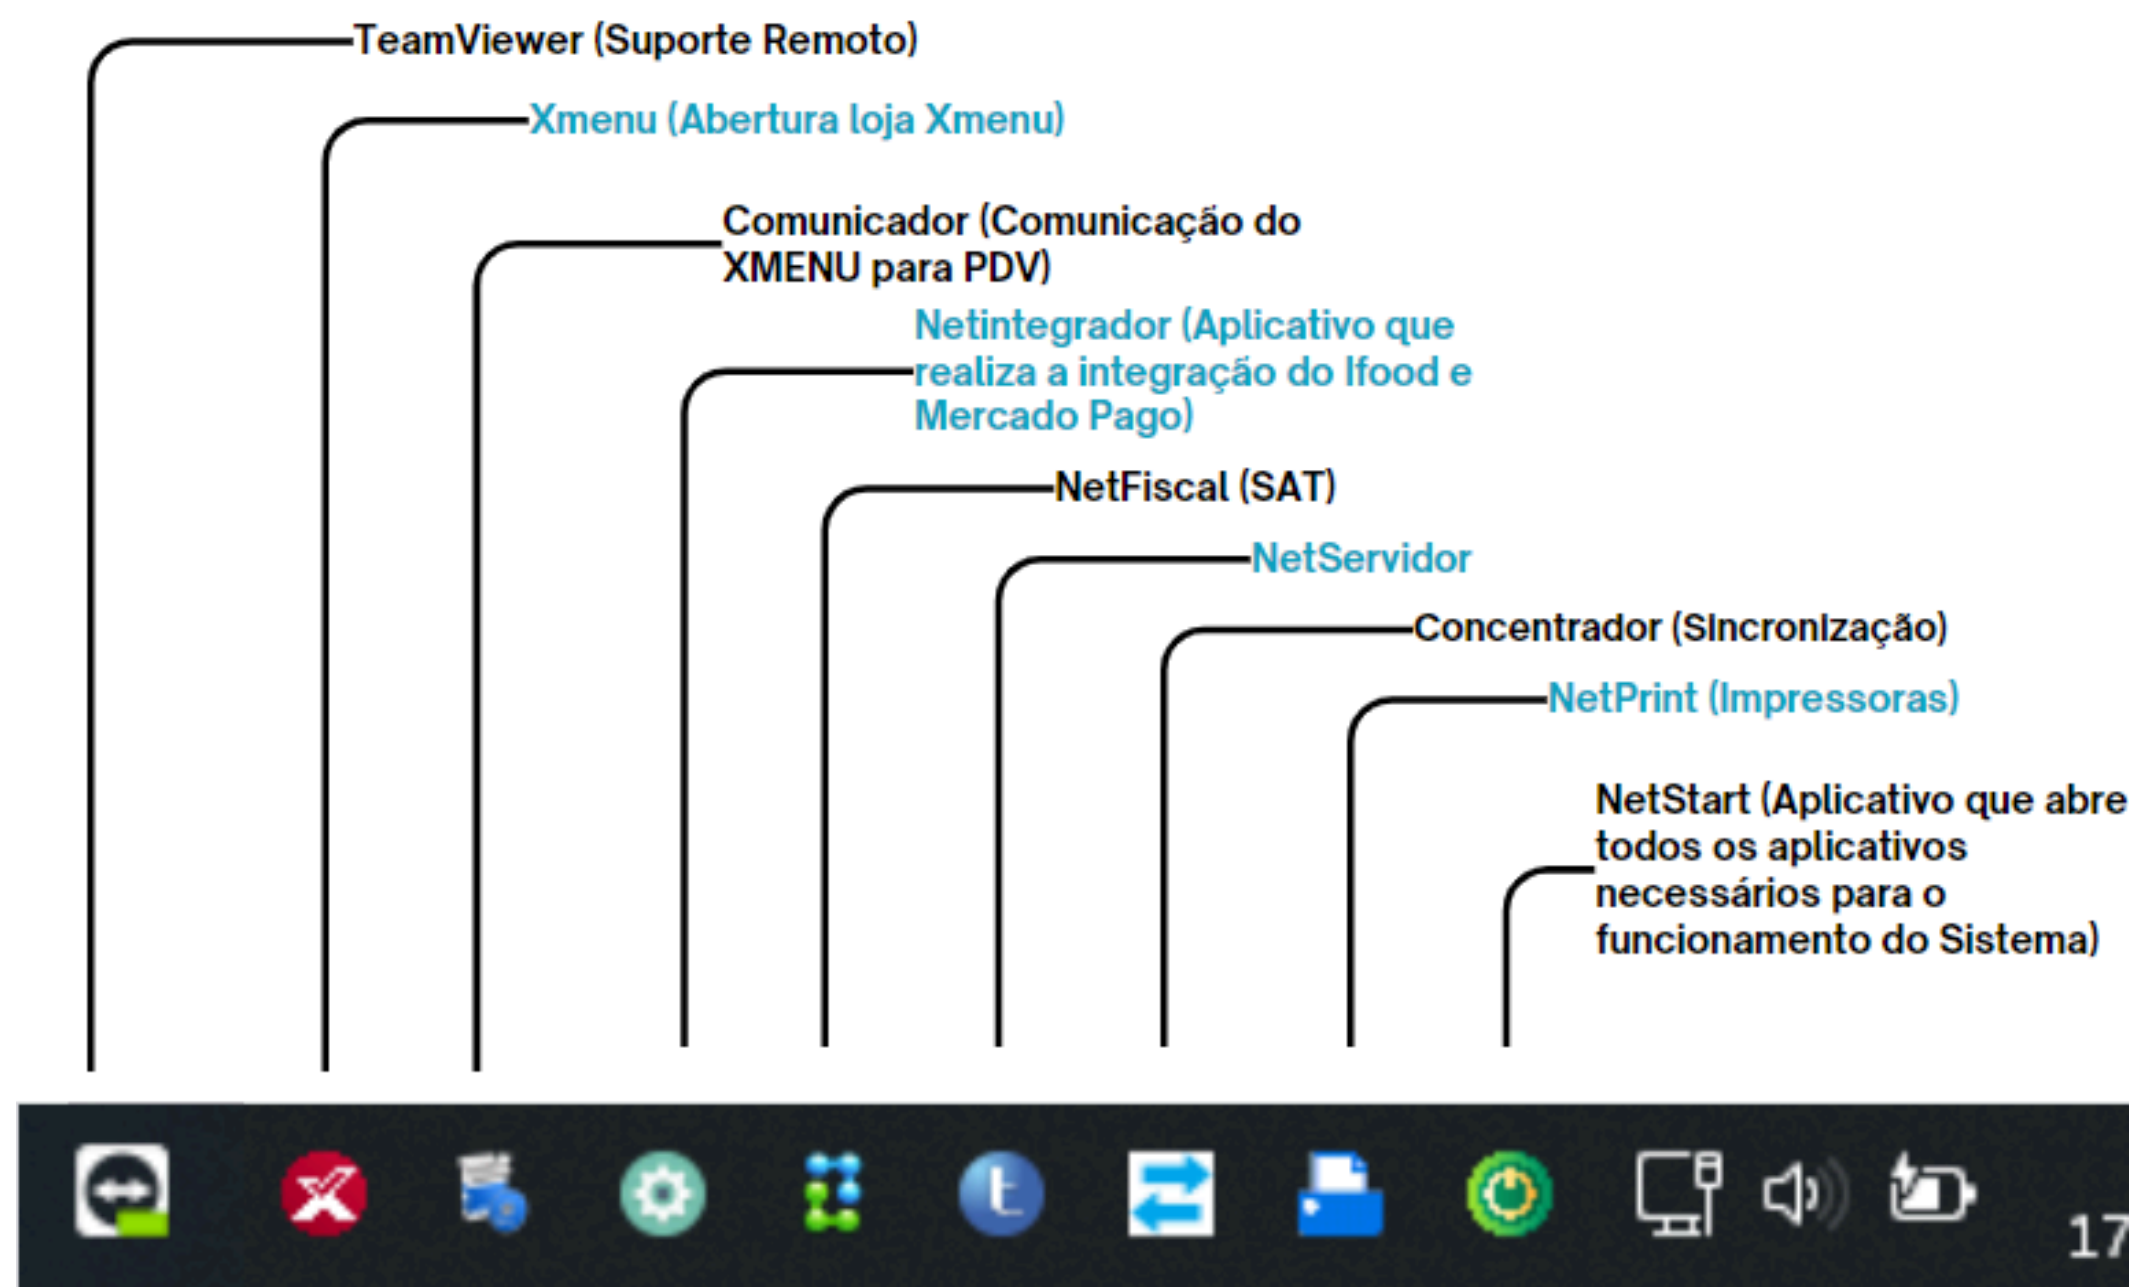 TeamViewer (Suporte Remoto)
Xmenu (Abertura loja Xmenu)
Comunicador (Comunicação do
XMENU para PDV)
Netintegrador (Aplicativo que
realiza a integração do Ifood e
Mercado Pago)
NetFiscal (SAT)
NetServidor
Concentrador (Sincronização)
NetPrint (Impressoras)
NetStart (Aplicativo que abre
todos os aplicativos
necessários para o
funcionamento do Sistema)
17